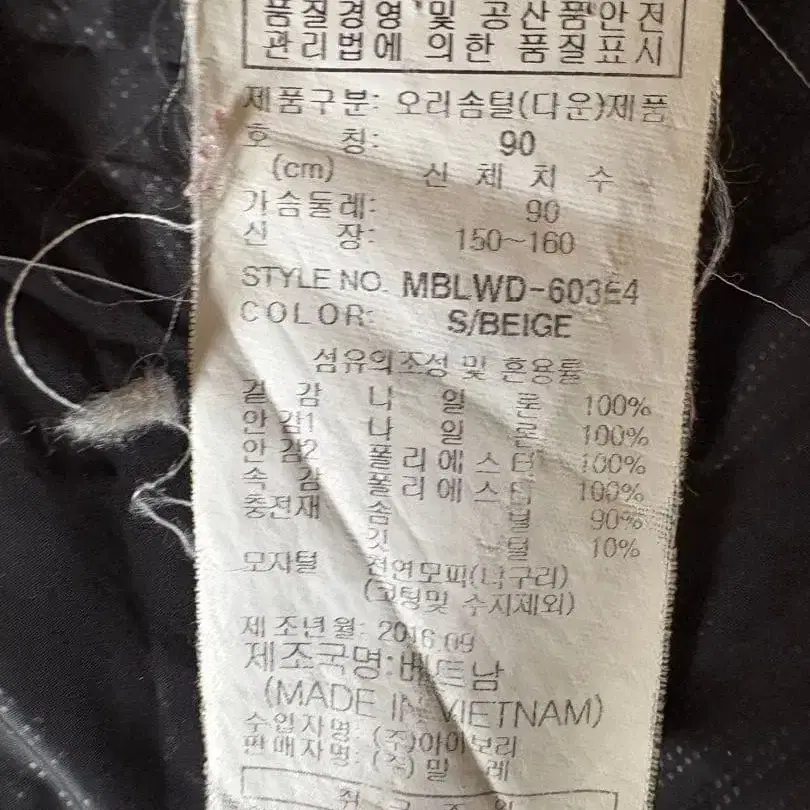 품질경영 및 공산품안전
관리법에 의한 품질표시
제품구분: 오리솜털(다운)제품
호 칭: 90
(cm) 신 체 치 수
가슴둘레: 90
신 장: 150~160
STYLE NO. MBLWD-603E4
COLOR: S/BEIGE
섬유의조성 및 혼용률
겉 감 나 일 론 100%
안감1 나 일 론 100%
안감2 폴리에스터 100%
속 감 폴리에스터 100%
충전재 솜 털 90%
깃 털 10%
모자털 천연모피(너구리)
(코팅및 수지제외)
제조년월: 2016.09
제조국명:베트남
(MADE IN VIETNAM)
수입자명: (주)아이보리
판매자명: (주)밀 레